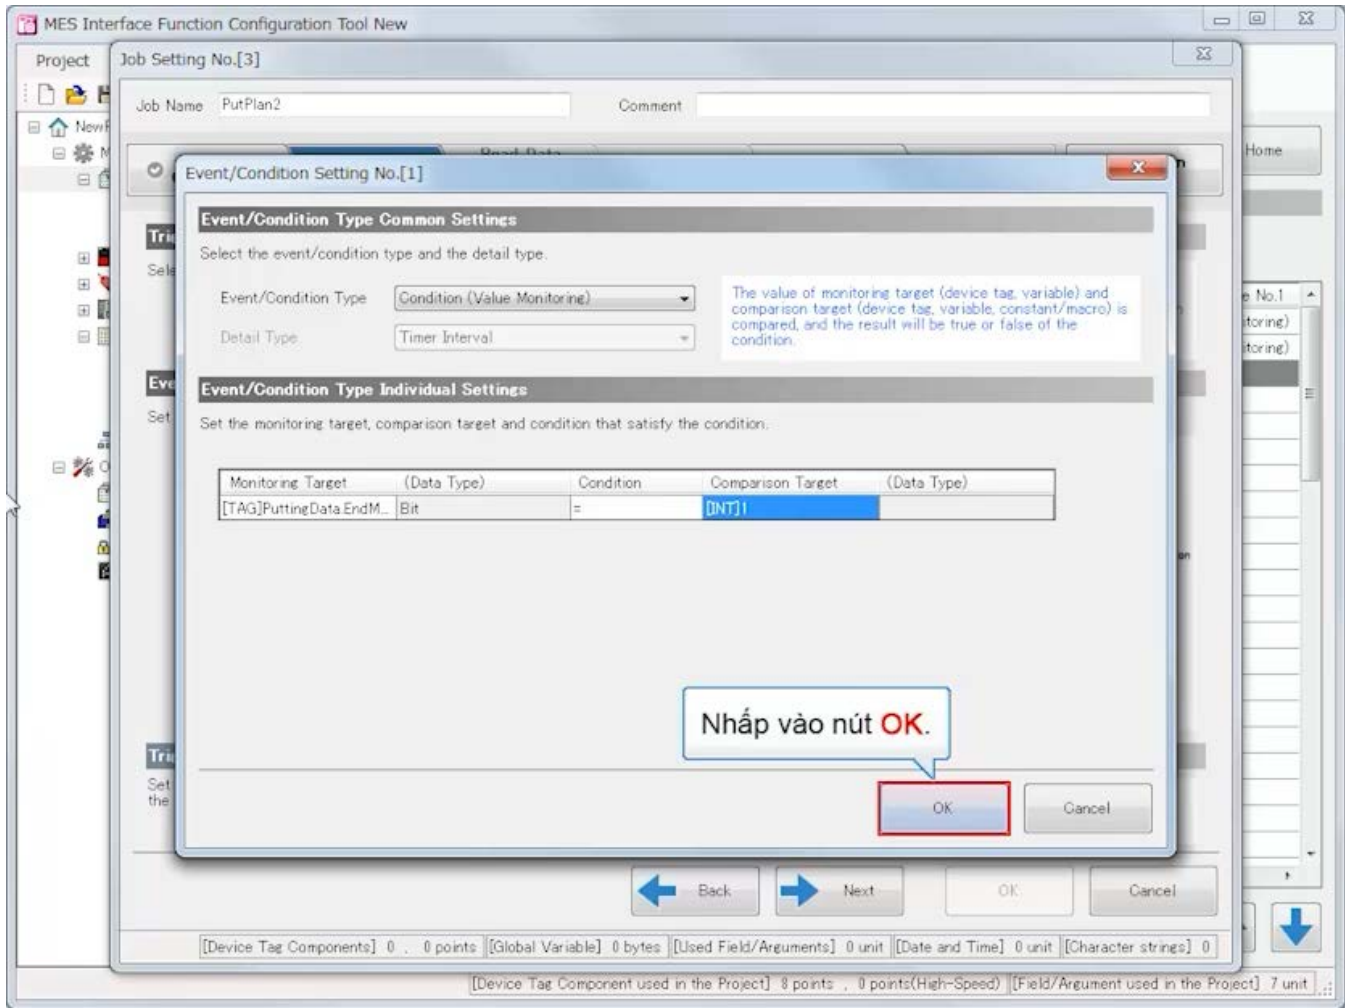 MES Interface Function Configuration Tool New
Project
Job Setting No.[3]
Job Name PutPlan2 Comment
Home
Event/Condition Setting No.[1]
Event/Condition Type Common Settings
Select the event/condition type and the detail type.
Event/Condition Type Condition (Value Monitoring)
Detail Type Timer Interval
The value of monitoring target (device tag, variable) and
comparison target (device tag, variable, constant/macro) is
compared, and the result will be true or false of the
condition.
e No.1
toring)
itoring)
Event/Condition Type Individual Settings
Set the monitoring target, comparison target and condition that satisfy the condition.
Monitoring Target (Data Type) Condition Comparison Target (Data Type)
[TAG]PuttingData.EndM... Bit = [INT]1
Nhấp vào nút OK.
Set
the
OK Cancel
Back Next OK Cancel
[Device Tag Components] 0 . 0 points [Global Variable] 0 bytes [Used Field/Arguments] 0 unit [Date and Time] 0 unit [Character strings] 0
[Device Tag Component used in the Project] 8 points , 0 points(High-Speed) [Field/Argument used in the Project] 7 unit